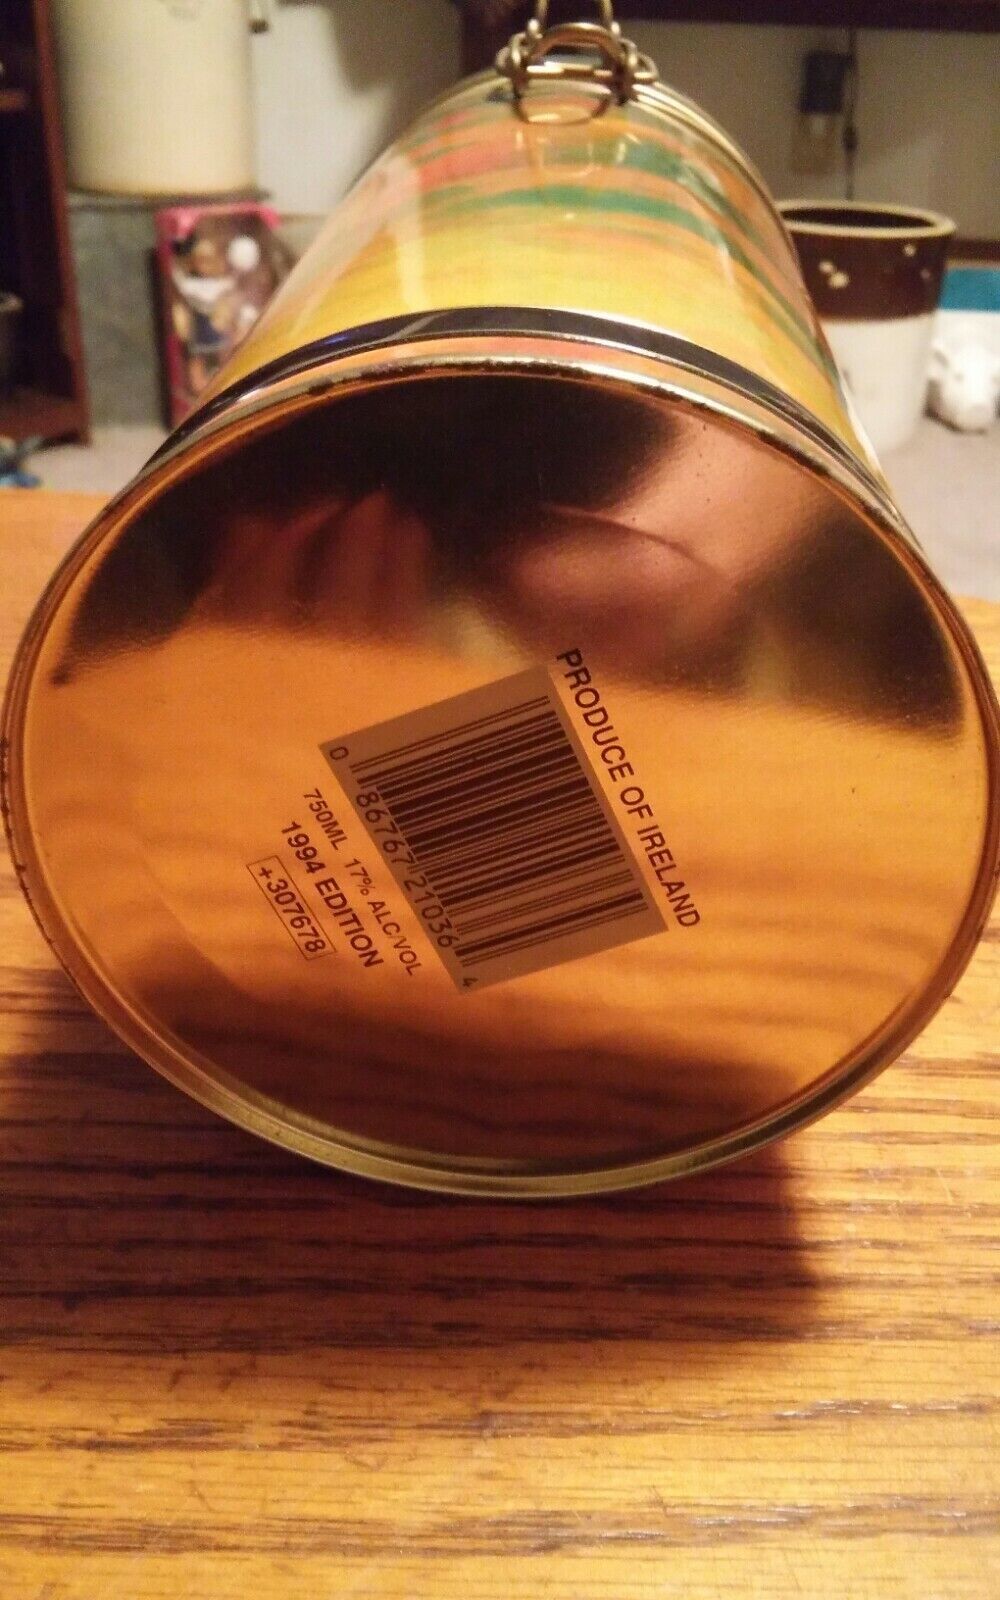 PRODUCE OF IRELAND
0 86767 21036 4
750ML 17% ALC/VOL
1994 EDITION
+307678